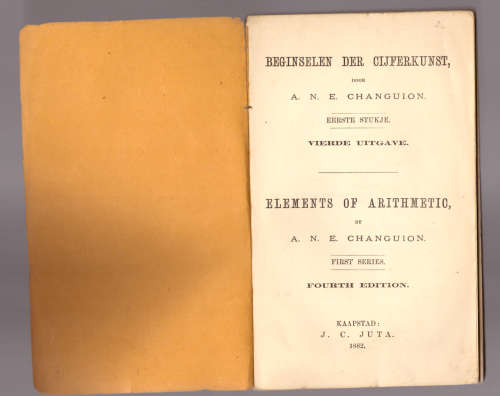 BEGINSELEN DER CIJFERKUNST,
DOOR
A. N. E. CHANGUION.
EERSTE STUKJE.
VIERDE UITGAVE.
ELEMENTS OF ARITHMETIC,
BY
A. N. E. CHANGUION.
FIRST SERIES.
FOURTH EDITION.
KAAPSTAD:
J. C. JUTA.
1882.